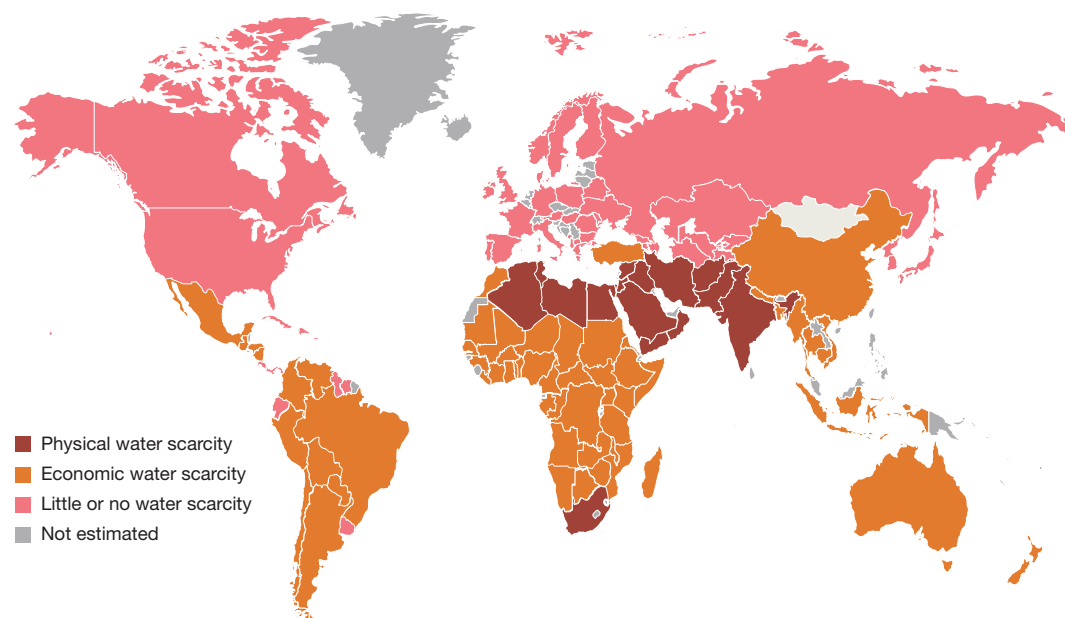 Physical water scarcity
Economic water scarcity
Little or no water scarcity
Not estimated